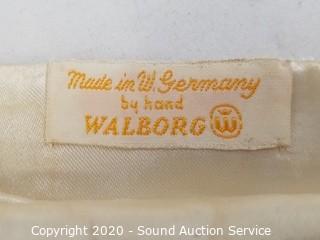 Made in W. Germany
by hand
WALBORG W
Copyright 2020 - Sound Auction Service